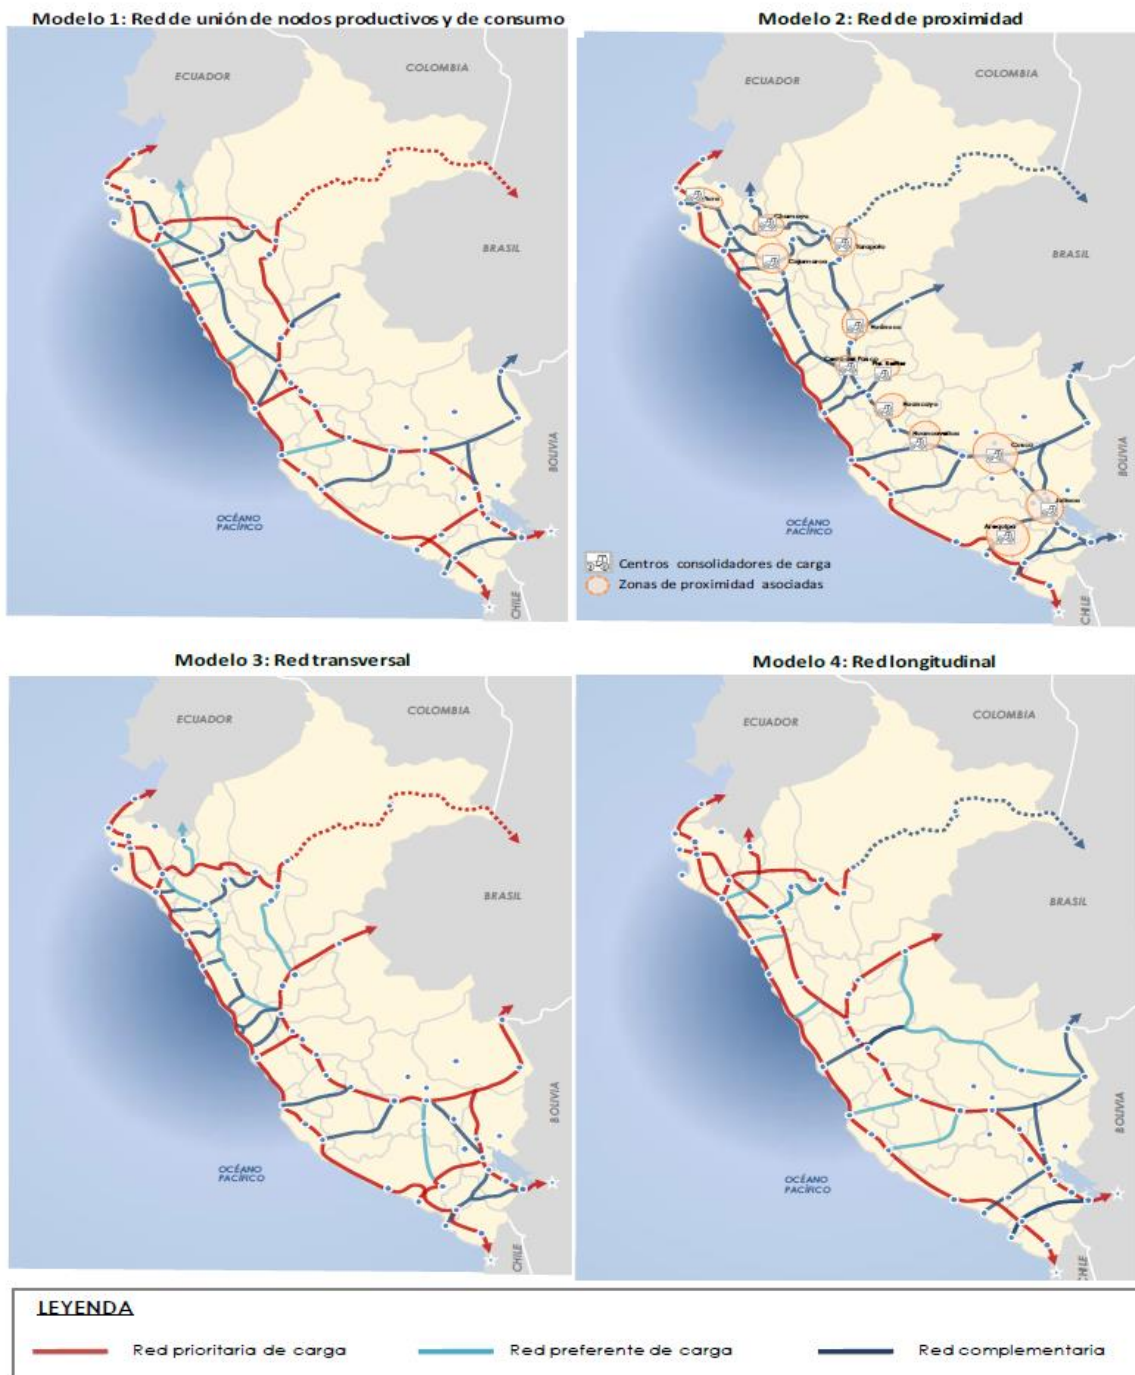 Modelo 1: Red de unión de nodos productivos y de consumo
Modelo 2: Red de proximidad
ECUADOR
COLOMBIA
BRASIL
BOLIVIA
OCÉANO
PACÍFICO
CHILE
ECUADOR
COLOMBIA
BRASIL
Tarapoto
Cajamarca
Cusco
Juliaca
Arequipa
BOLIVIA
OCÉANO
PACÍFICO
CHILE
Centros consolidadores de carga
Zonas de proximidad asociadas
Modelo 3: Red transversal
Modelo 4: Red longitudinal
ECUADOR
COLOMBIA
BRASIL
BOLIVIA
OCÉANO
PACÍFICO
CHILE
ECUADOR
COLOMBIA
BRASIL
BOLIVIA
OCÉANO
PACÍFICO
CHILE
LEYENDA
Red prioritaria de carga
Red preferente de carga
Red complementaria